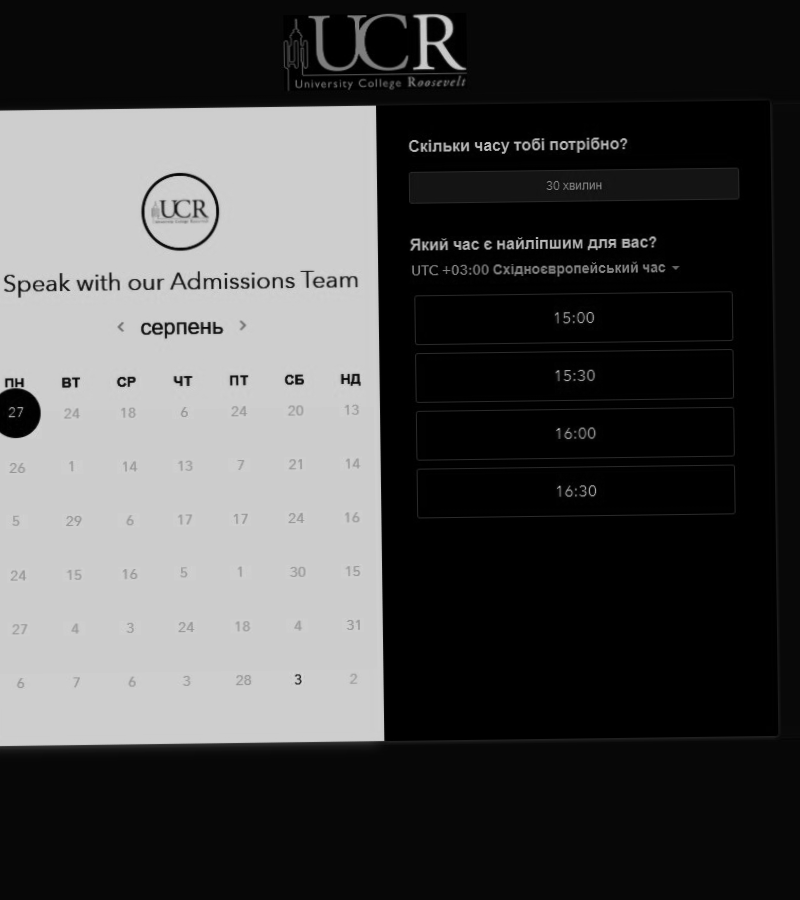 UCR
University College Roosevelt
UCR
Speak with our Admissions Team
серпень
ПН ВТ СР ЧТ ПТ СБ НД
27 24 18 6 24 20 13
26 1 14 13 7 21 14
5 29 6 17 17 24 16
24 15 16 5 1 30 15
27 4 3 24 18 4 31
6 7 6 3 28 3 2
Скільки часу тобі потрібно?
30 хвилин
Який час є найліпшим для вас?
UTC +03:00 Східноєвропейський час
15:00
15:30
16:00
16:30